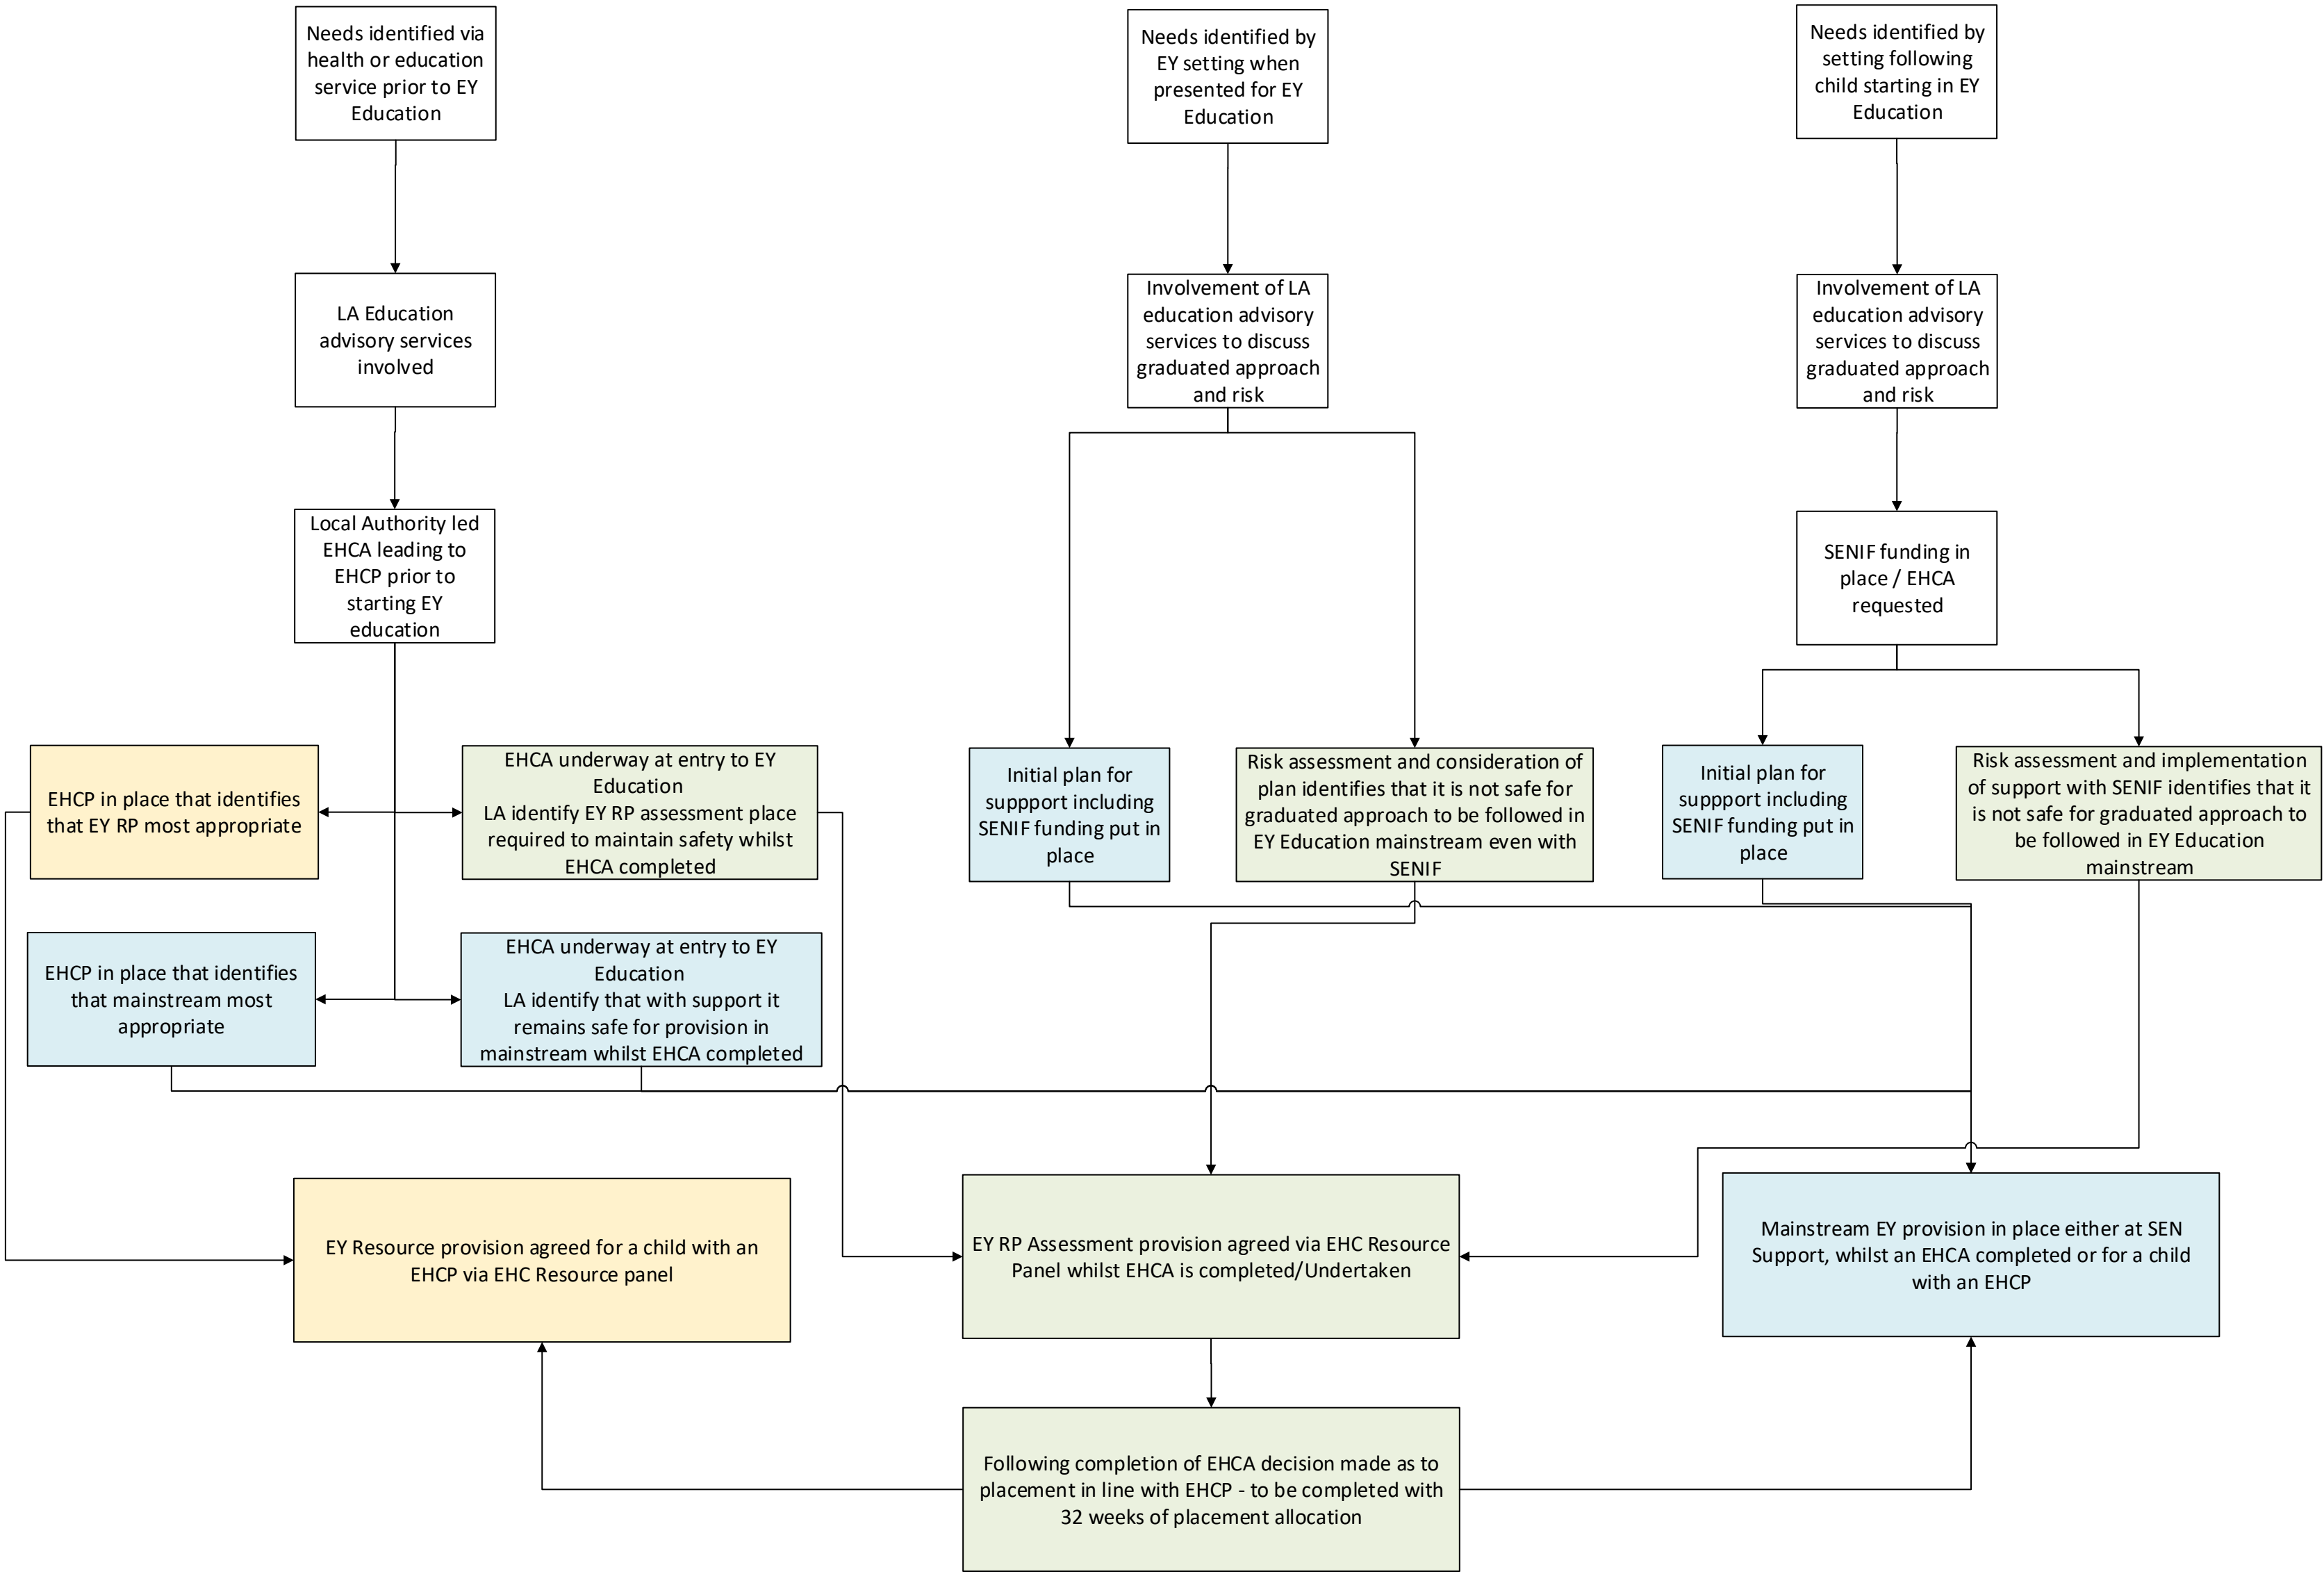 Needs identified via
health or education
service prior to EY
Education
Needs identified by
EY setting when
presented for EY
Education
Needs identified by
setting following
child starting in EY
Education
LA Education
advisory services
involved
Involvement of LA
education advisory
services to discuss
graduated approach
and risk
Involvement of LA
education advisory
services to discuss
graduated approach
and risk
Local Authority led
EHCA leading to
EHCP prior to
starting EY
education
SENIF funding in
place / EHCA
requested
EHCP in place that identifies
that EY RP most appropriate
EHCA underway at entry to EY
Education
LA identify EY RP assessment place
required to maintain safety whilst
EHCA completed
Initial plan for
suppport including
SENIF funding put in
place
Risk assessment and consideration of
plan identifies that it is not safe for
graduated approach to be followed in
EY Education mainstream even with
SENIF
Initial plan for
suppport including
SENIF funding put in
place
Risk assessment and implementation
of support with SENIF identifies that it
is not safe for graduated approach to
be followed in EY Education
mainstream
EHCP in place that identifies
that mainstream most
appropriate
EHCA underway at entry to EY
Education
LA identify that with support it
remains safe for provision in
mainstream whilst EHCA completed
EY Resource provision agreed for a child with an
EHCP via EHC Resource panel
EY RP Assessment provision agreed via EHC Resource
Panel whilst EHCA is completed/Undertaken
Mainstream EY provision in place either at SEN
Support, whilst an EHCA completed or for a child
with an EHCP
Following completion of EHCA decision made as to
placement in line with EHCP - to be completed with
32 weeks of placement allocation